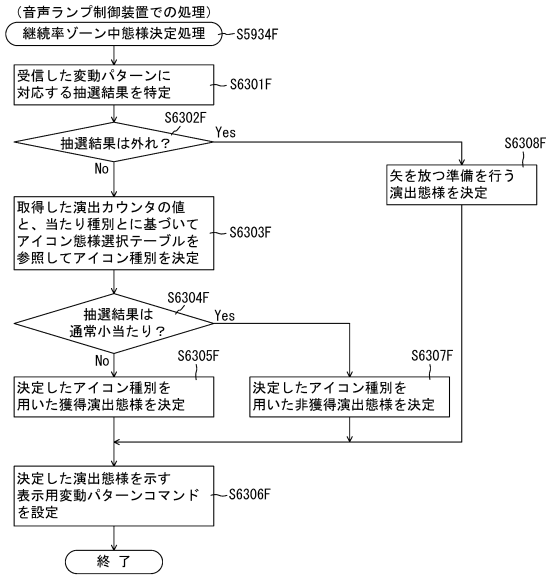 （音声ランプ制御装置での処理）
継続率ゾーン中態様決定処理
S5934F
受信した変動パターンに
対応する抽選結果を特定
S6301F
S6302F
抽選結果は外れ？
Yes
No
S6308F
矢を放つ準備を行う
演出態様を決定
取得した演出カウンタの値
と、当たり種別とに基づいて
アイコン態様選択テーブルを
参照してアイコン種別を決定
S6303F
S6304F
抽選結果は
通常小当たり？
Yes
No
S6305F
決定したアイコン種別を
用いた獲得演出態様を決定
S6307F
決定したアイコン種別を
用いた非獲得演出態様を決定
決定した演出態様を示す
表示用変動パターンコマンド
を設定
S6306F
終 了